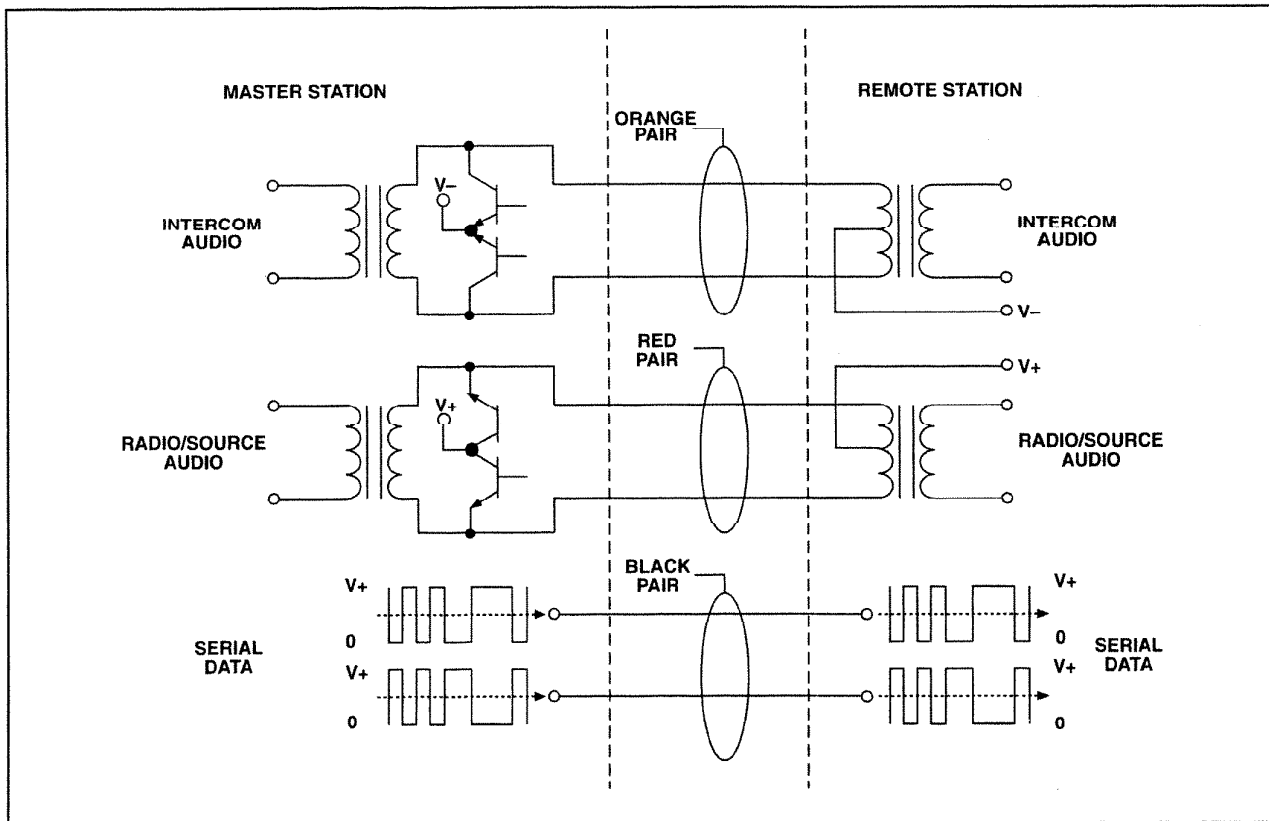 MASTER STATION
REMOTE STATION
ORANGE
PAIR
V–
INTERCOM
AUDIO
INTERCOM
AUDIO
V–
RED
PAIR
V+
V+
RADIO/SOURCE
AUDIO
RADIO/SOURCE
AUDIO
BLACK
PAIR
V+
V+
0
0
SERIAL
DATA
SERIAL
DATA
V+
V+
0
0